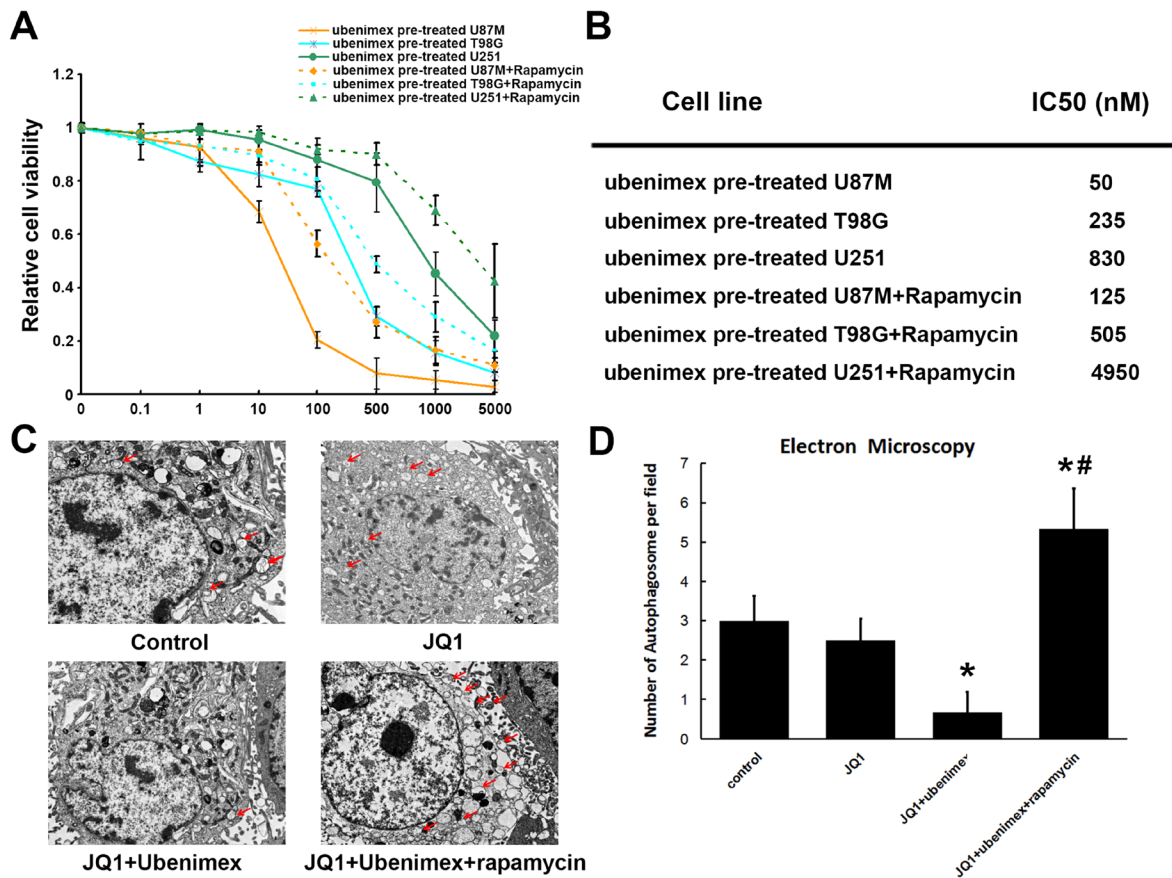 A
ubenimex pre-treated U87M
ubenimex pre-treated T98G
ubenimex pre-treated U251
ubenimex pre-treated U87M+Rapamycin
ubenimex pre-treated T98G+Rapamycin
ubenimex pre-treated U251+Rapamycin
Relative cell viability
1.2
1
0.8
0.6
0.4
0.2
0
0 0.1 1 10 100 500 1000 5000
B
Cell line IC50 (nM)
ubenimex pre-treated U87M 50
ubenimex pre-treated T98G 235
ubenimex pre-treated U251 830
ubenimex pre-treated U87M+Rapamycin 125
ubenimex pre-treated T98G+Rapamycin 505
ubenimex pre-treated U251+Rapamycin 4950
C
Control
JQ1
JQ1+Ubenimex
JQ1+Ubenimex+rapamycin
D
Electron Microscopy
Number of Autophagosome per field
7
6
5
4
3
2
1
0
*
*#
control
JQ1
JQ1+ubenimex
JQ1+ubenimex+rapamycin